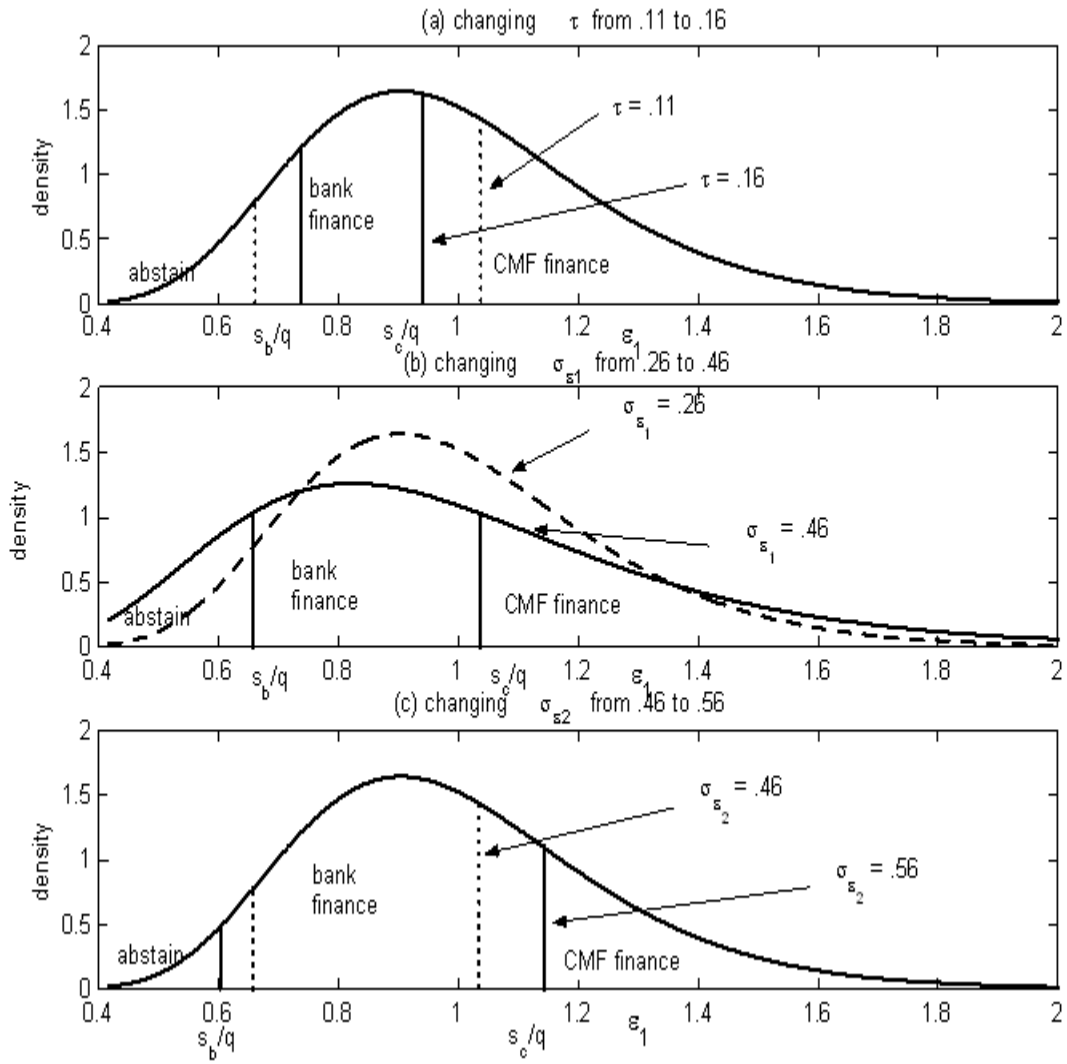 (a) changing τ from .11 to .16
2
1.5
1
0.5
0
density
τ = .11
τ = .16
bank
finance
abstain
CMF finance
0.4 0.6 0.8 1 1.2 1.4 1.6 1.8 2
s_b/q s_c/q ε_1
(b) changing σ_ε1 from .26 to .46
2
1.5
1
0.5
0
density
σ_ε_1 = .26
σ_ε_1 = .46
bank
finance
abstain
CMF finance
0.4 0.6 0.8 1 1.2 1.4 1.6 1.8 2
s_b/q s_c/q ε_1
(c) changing σ_ε2 from .46 to .56
2
1.5
1
0.5
0
density
σ_ε_2 = .46
σ_ε_2 = .56
bank
finance
abstain
CMF finance
0.4 0.6 0.8 1 1.2 1.4 1.6 1.8 2
s_b/q s_c/q ε_1